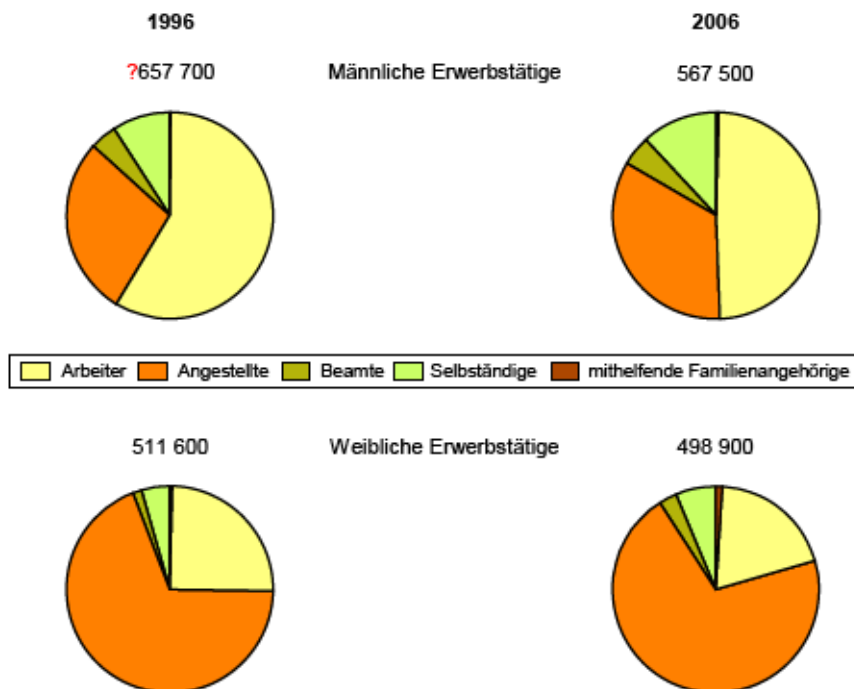 1996 2006
?657 700 Männliche Erwerbstätige 567 500
Arbeiter Angestellte Beamte Selbständige mithelfende Familienangehörige
511 600 Weibliche Erwerbstätige 498 900